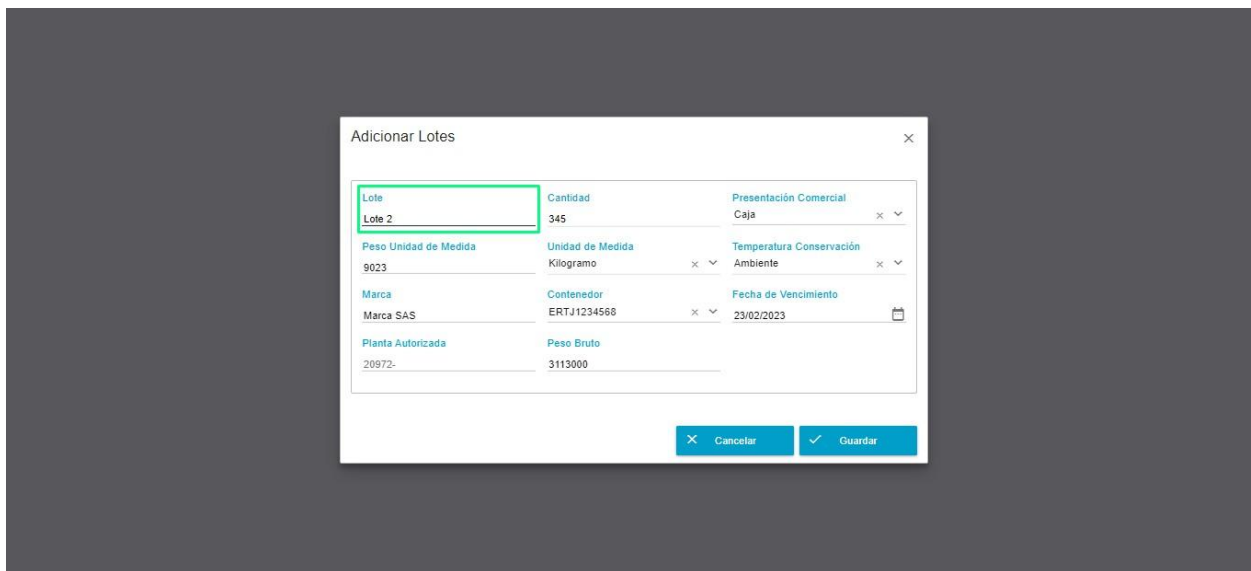 Adicionar Lotes
Lote Cantidad Presentación Comercial
Lote 2 345 Caja
Peso Unidad de Medida Unidad de Medida Temperatura Conservación
9023 Kilogramo Ambiente
Marca Contenedor Fecha de Vencimiento
Marca SAS ERTJ1234568 23/02/2023
Planta Autorizada Peso Bruto
20972- 3113000
Cancelar Guardar